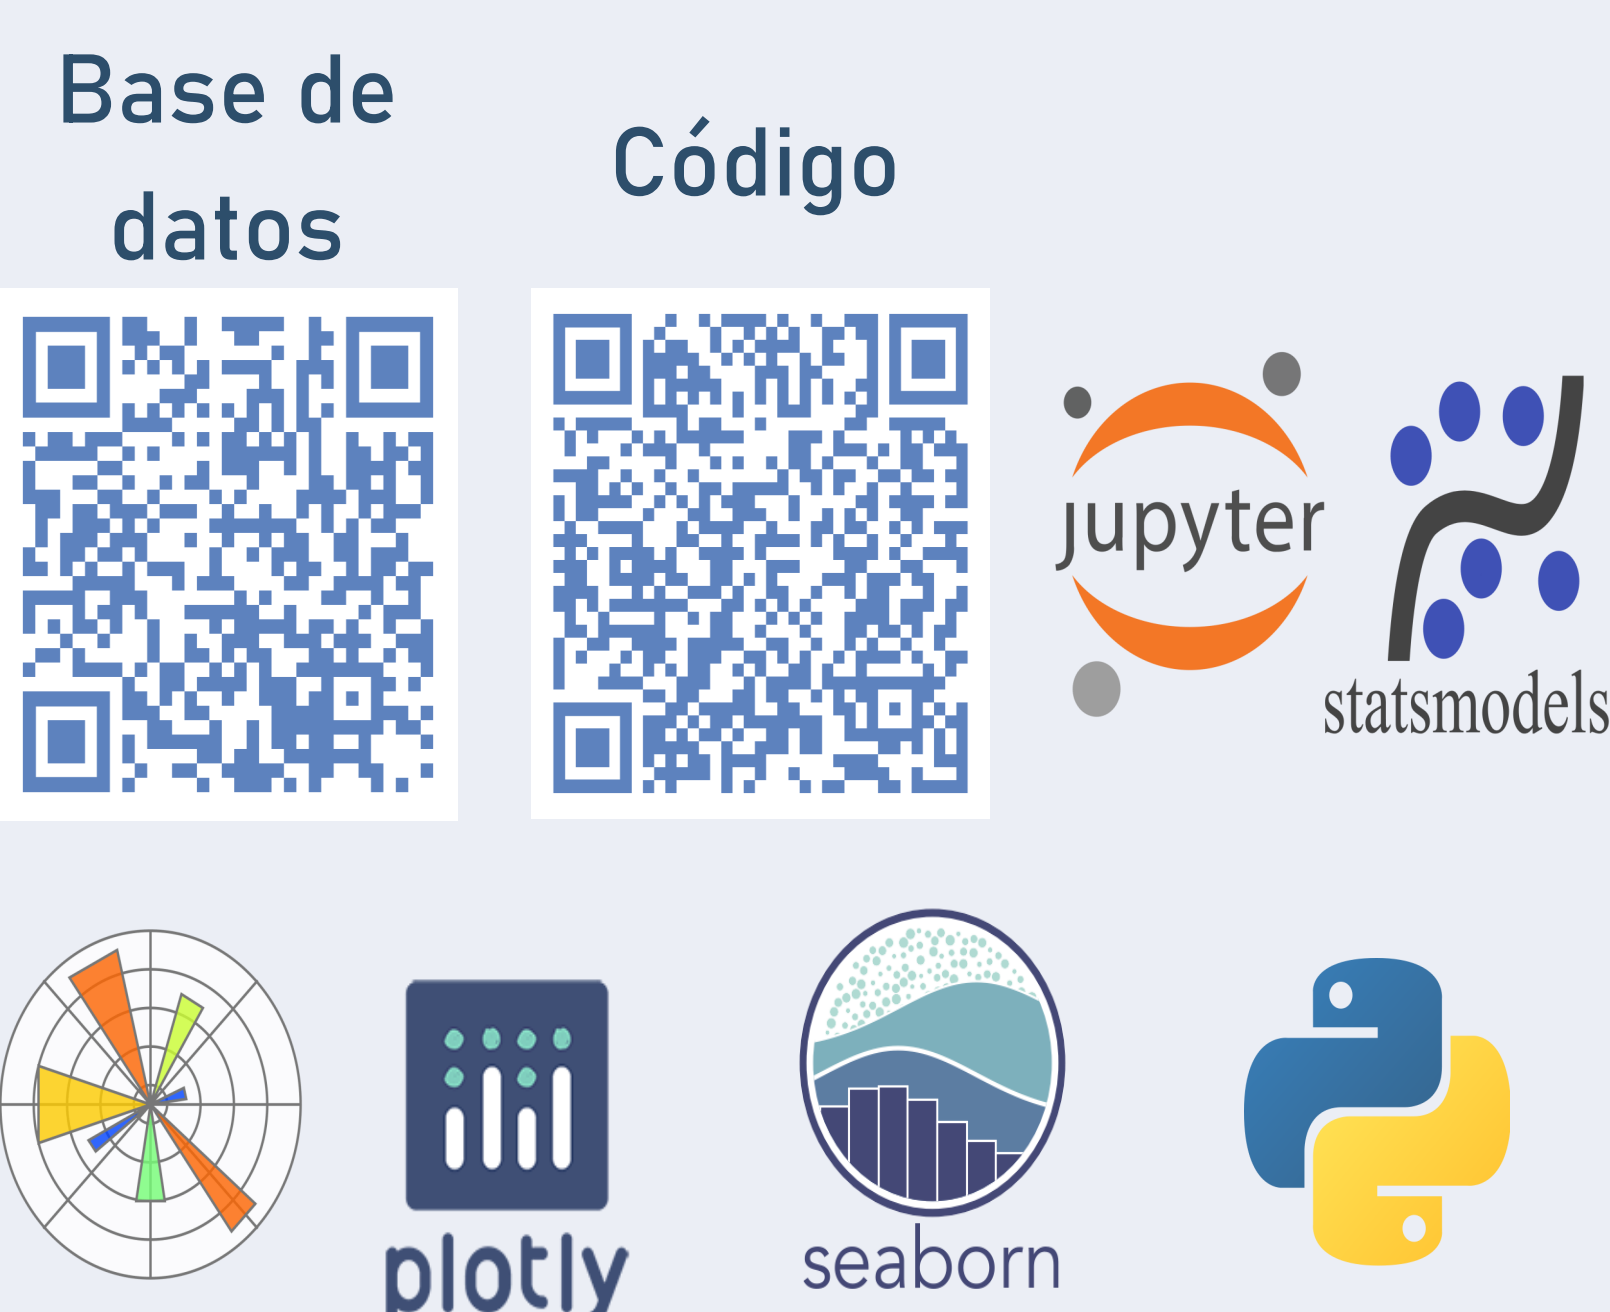 Base de
datos
Código
jupyter
statsmodels
plotly
seaborn